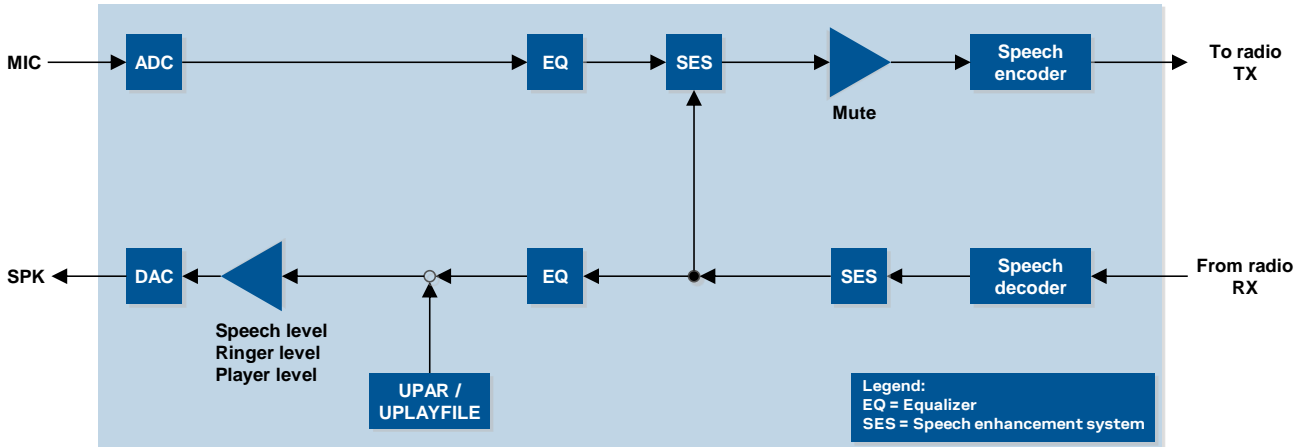 MIC
ADC
EQ
SES
Mute
Speech
encoder
To radio
TX
SPK
DAC
Speech level
Ringer level
Player level
UPAR /
UPLAYFILE
EQ
SES
Speech
decoder
From radio
RX
Legend:
EQ = Equalizer
SES = Speech enhancement system